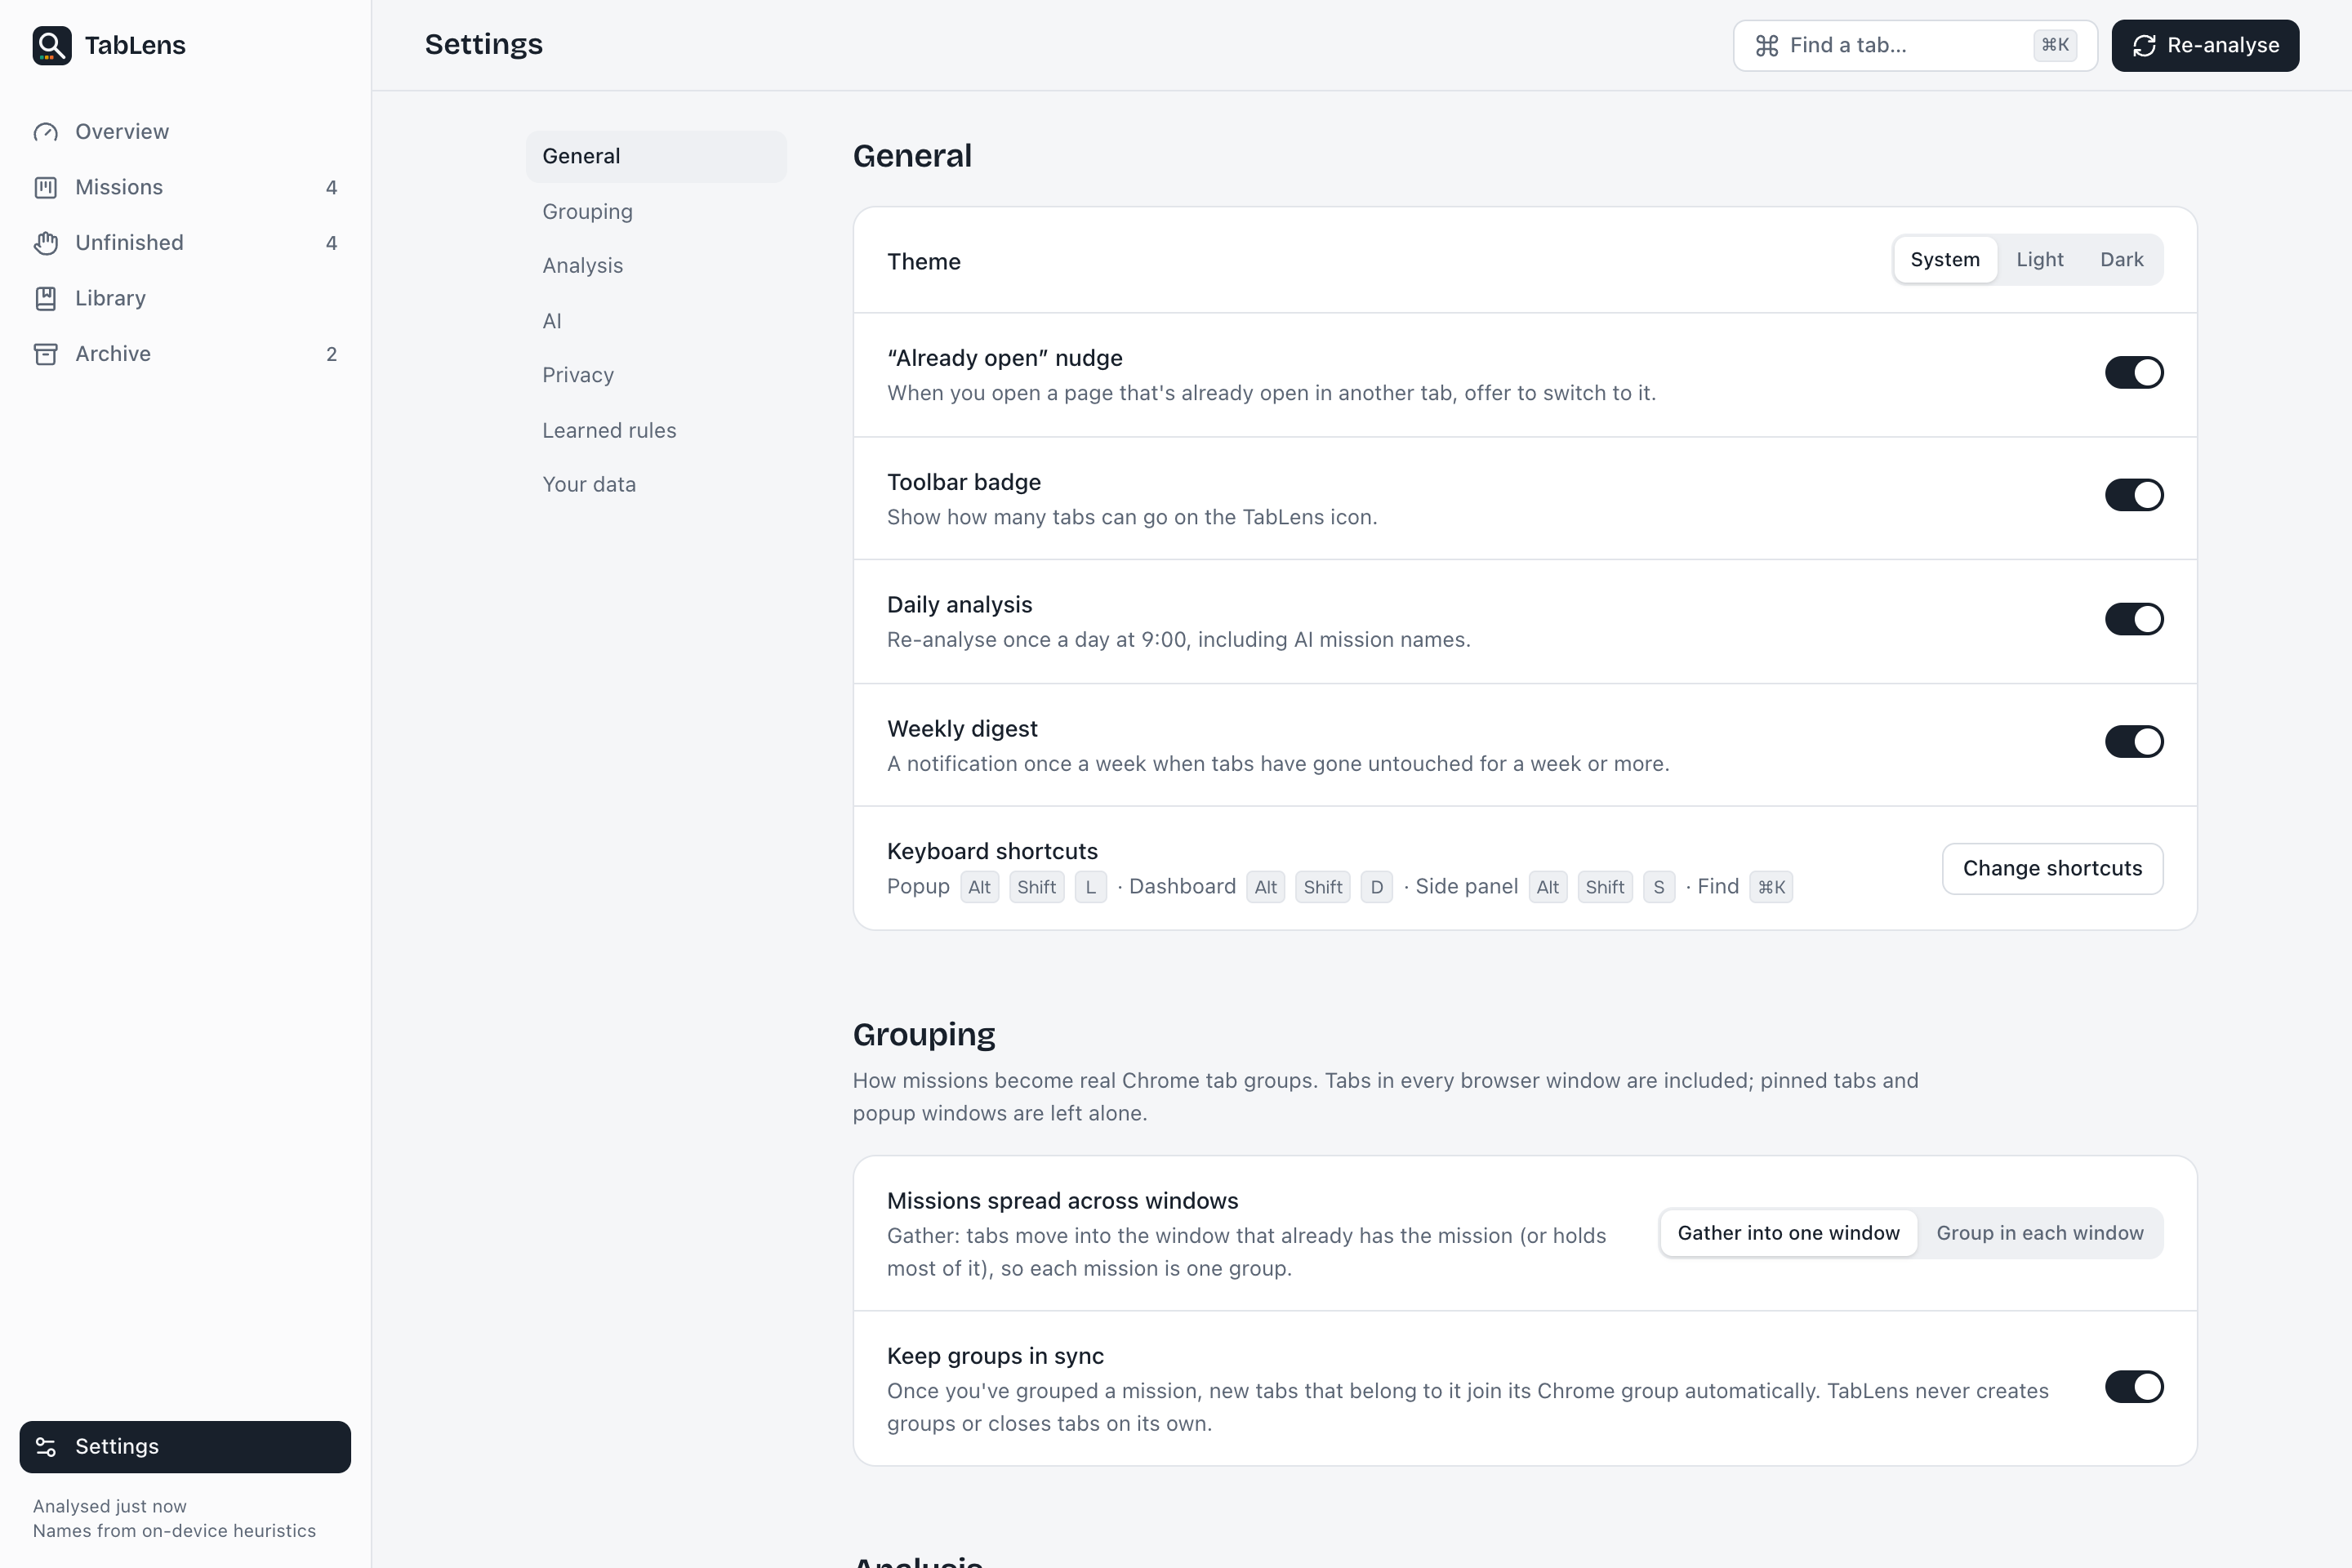 TabLens
Overview
Missions 4
Unfinished 4
Library
Archive 2
Settings
Analysed just now
Names from on-device heuristics
Settings
Find a tab... ⌘K
Re-analyse
General
Grouping
Analysis
AI
Privacy
Learned rules
Your data
General
Theme
System Light Dark
“Already open” nudge
When you open a page that's already open in another tab, offer to switch to it.
Toolbar badge
Show how many tabs can go on the TabLens icon.
Daily analysis
Re-analyse once a day at 9:00, including AI mission names.
Weekly digest
A notification once a week when tabs have gone untouched for a week or more.
Keyboard shortcuts
Popup Alt Shift L · Dashboard Alt Shift D · Side panel Alt Shift S · Find ⌘K
Change shortcuts
Grouping
How missions become real Chrome tab groups. Tabs in every browser window are included; pinned tabs and
popup windows are left alone.
Missions spread across windows
Gather: tabs move into the window that already has the mission (or holds
most of it), so each mission is one group.
Gather into one window Group in each window
Keep groups in sync
Once you've grouped a mission, new tabs that belong to it join its Chrome group automatically. TabLens never creates
groups or closes tabs on its own.
Analysis